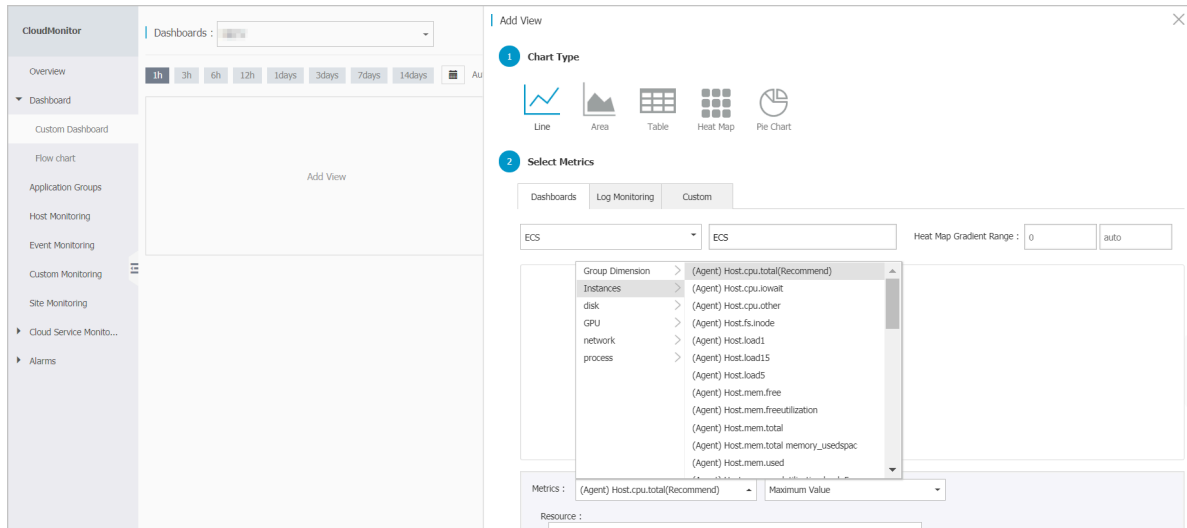 CloudMonitor
Overview
Dashboard
Custom Dashboard
Flow chart
Application Groups
Host Monitoring
Event Monitoring
Custom Monitoring
Site Monitoring
Cloud Service Monito...
Alarms
Dashboards :
1h 3h 6h 12h 1days 3days 7days 14days Au
Add View
Add View
1 Chart Type
Line Area Table Heat Map Pie Chart
2 Select Metrics
Dashboards Log Monitoring Custom
ECS ECS Heat Map Gradient Range : 0 auto
Group Dimension (Agent) Host.cpu.total(Recommend)
Instances (Agent) Host.cpu.iowait
disk (Agent) Host.cpu.other
GPU (Agent) Host.fs.inode
network (Agent) Host.load1
process (Agent) Host.load15
(Agent) Host.load5
(Agent) Host.mem.free
(Agent) Host.mem.freeutilization
(Agent) Host.mem.total
(Agent) Host.mem.total memory_usedspac
(Agent) Host.mem.used
Metrics : (Agent) Host.cpu.total(Recommend) Maximum Value
Resource :